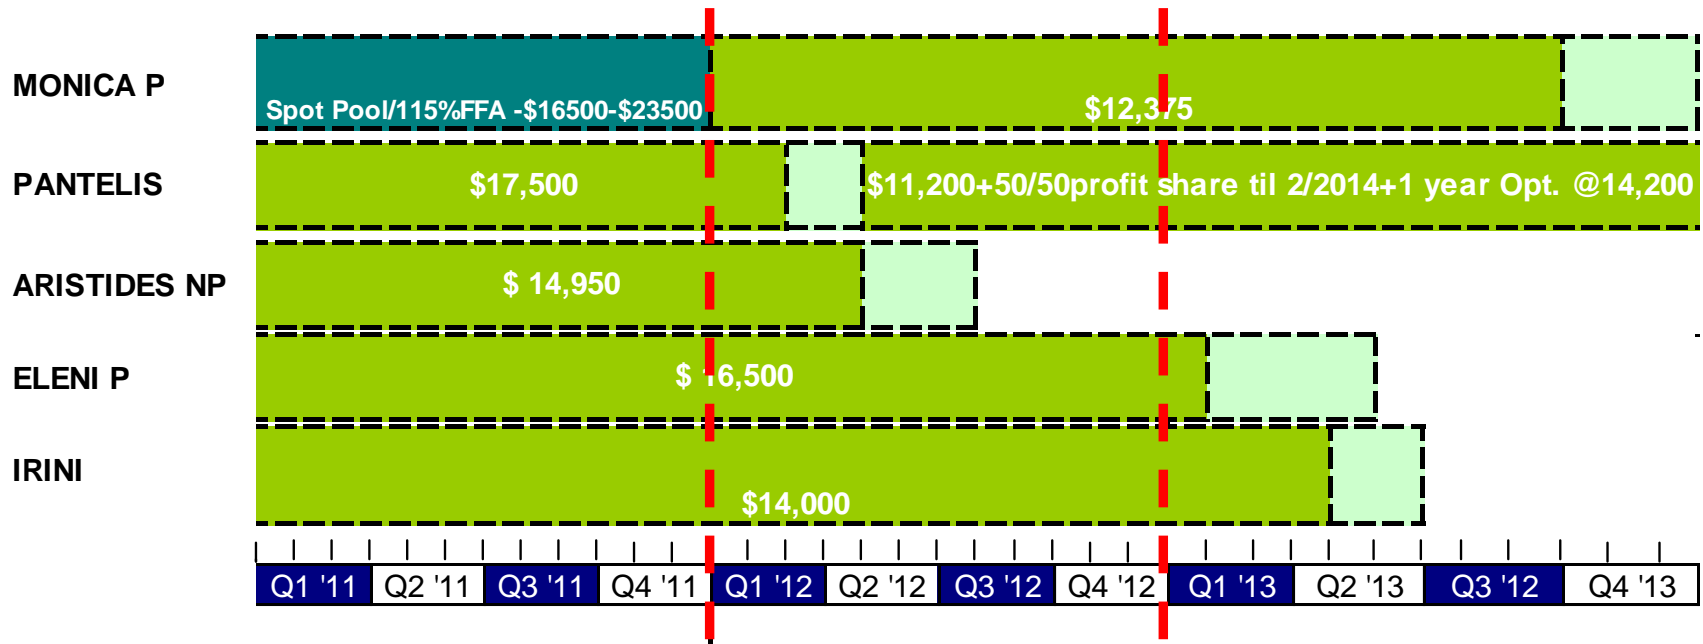 MONICA P
Spot Pool/115%FFA -$16500-$23500
$12,375
PANTELIS
$17,500
$11,200+50/50profit share til 2/2014+1 year Opt. @14,200
ARISTIDES NP
$ 14,950
ELENI P
$ 16,500
IRINI
$14,000
Q1 '11 Q2 '11 Q3 '11 Q4 '11 Q1 '12 Q2 '12 Q3 '12 Q4 '12 Q1 '13 Q2 '13 Q3 '12 Q4 '13